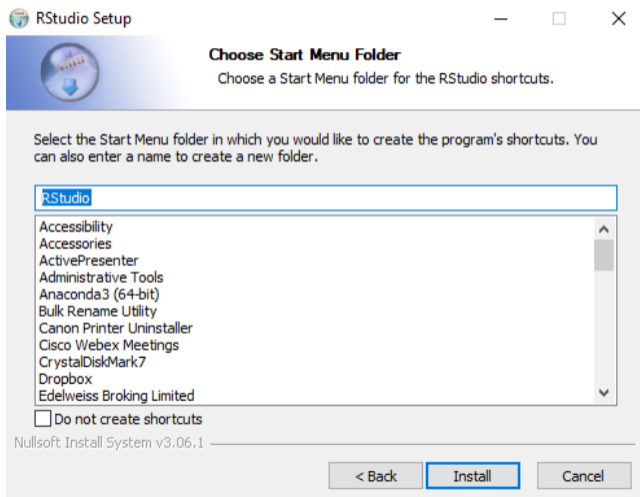 RStudio Setup
Choose Start Menu Folder
Choose a Start Menu folder for the RStudio shortcuts.
Select the Start Menu folder in which you would like to create the program's shortcuts. You
can also enter a name to create a new folder.
RStudio
Accessibility
Accessories
ActivePresenter
Administrative Tools
Anaconda3 (64-bit)
Bulk Rename Utility
Canon Printer Uninstaller
Cisco Webex Meetings
CrystalDiskMark7
Dropbox
Edelweiss Broking Limited
Do not create shortcuts
Nullsoft Install System v3.06.1
< Back Install Cancel